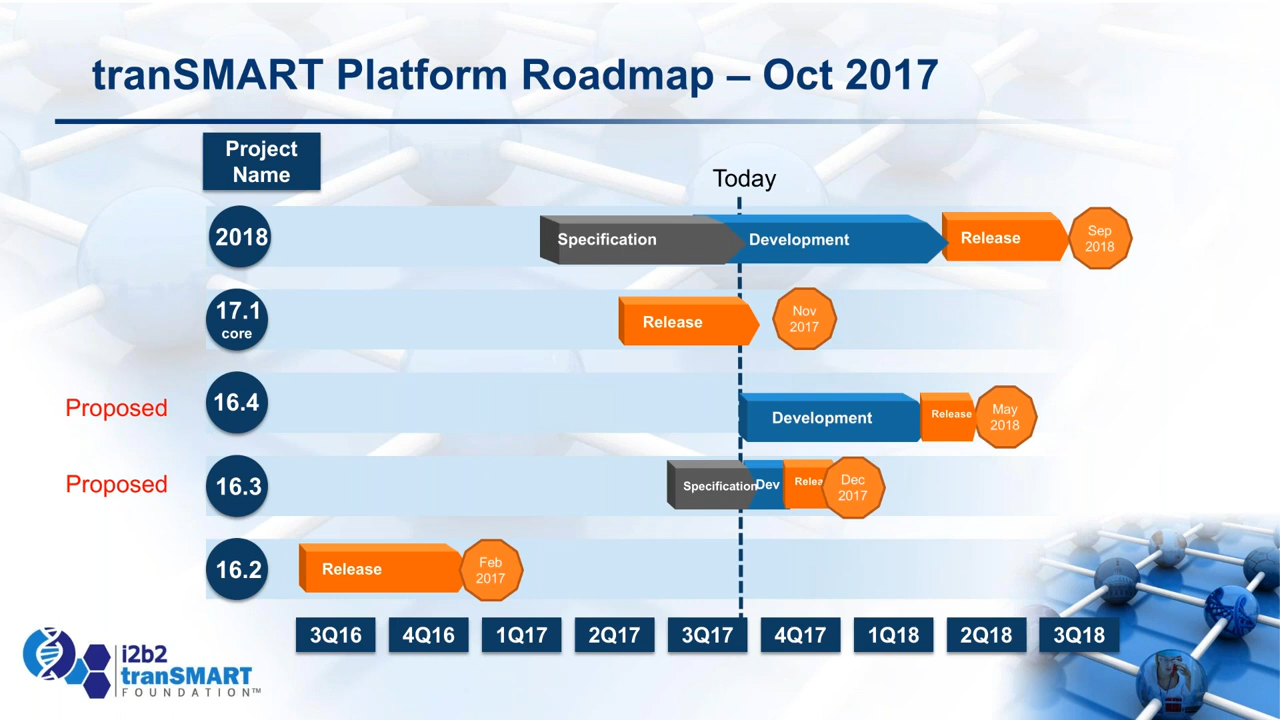 tranSMART Platform Roadmap – Oct 2017
Project
Name
Today
2018
Specification
Development
Release
Sep
2018
17.1
core
Release
Nov
2017
Proposed
16.4
Development
Release
May
2018
Proposed
16.3
Specification
Dev
Relea
Dec
2017
16.2
Release
Feb
2017
3Q16 4Q16 1Q17 2Q17 3Q17 4Q17 1Q18 2Q18 3Q18
i2b2
tranSMART
FOUNDATION™